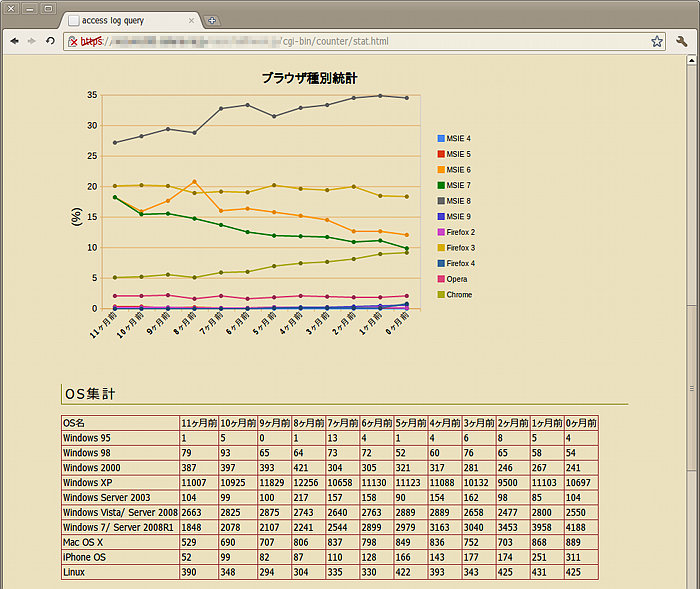 access log query
https:// /cgi-bin/counter/stat.html
ブラウザ種別統計
35
30
25
20
15
10
5
0
(%)
11ヶ月前 10ヶ月前 9ヶ月前 8ヶ月前 7ヶ月前 6ヶ月前 5ヶ月前 4ヶ月前 3ヶ月前 2ヶ月前 1ヶ月前 0ヶ月前
MSIE 4
MSIE 5
MSIE 6
MSIE 7
MSIE 8
MSIE 9
Firefox 2
Firefox 3
Firefox 4
Opera
Chrome
OS集計
OS名 11ヶ月前 10ヶ月前 9ヶ月前 8ヶ月前 7ヶ月前 6ヶ月前 5ヶ月前 4ヶ月前 3ヶ月前 2ヶ月前 1ヶ月前 0ヶ月前
Windows 95 1 5 0 1 13 4 1 4 6 8 5 4
Windows 98 79 93 65 64 73 72 52 60 76 65 58 54
Windows 2000 387 397 393 421 304 305 321 317 281 246 267 241
Windows XP 11007 10925 11829 12256 10658 11130 11123 11088 10132 9500 11103 10697
Windows Server 2003 104 99 100 217 157 158 90 154 162 98 85 104
Windows Vista/ Server 2008 2663 2825 2875 2743 2640 2763 2889 2889 2658 2477 2800 2550
Windows 7/ Server 2008R1 1848 2078 2107 2241 2544 2899 2979 3163 3040 3453 3958 4188
Mac OS X 529 690 707 806 837 798 849 836 752 703 868 889
iPhone OS 52 99 82 87 110 128 166 143 177 174 251 311
Linux 390 348 294 304 335 330 422 393 343 425 431 425